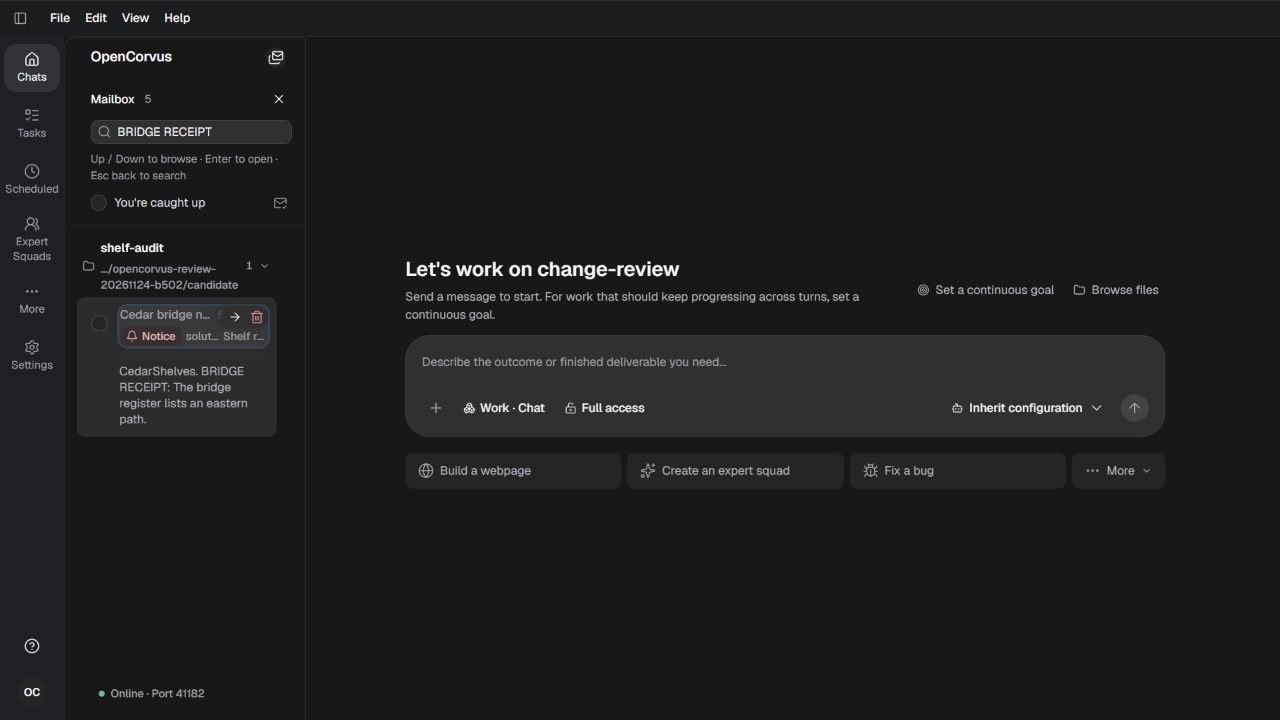 File Edit View Help
Chats
Tasks
Scheduled
Expert
Squads
More
Settings
OC
OpenCorvus
Mailbox 5
BRIDGE RECEIPT
Up / Down to browse · Enter to open ·
Esc back to search
You're caught up
shelf-audit
.../opencorvus-review-
20261124-b502/candidate
1
Cedar bridge n...
Notice solut... Shelf r...
CedarShelves. BRIDGE
RECEIPT: The bridge
register lists an eastern
path.
Online · Port 41182
Let's work on change-review
Send a message to start. For work that should keep progressing across turns, set a
continuous goal.
Set a continuous goal Browse files
Describe the outcome or finished deliverable you need...
Work · Chat Full access Inherit configuration
Build a webpage Create an expert squad Fix a bug More